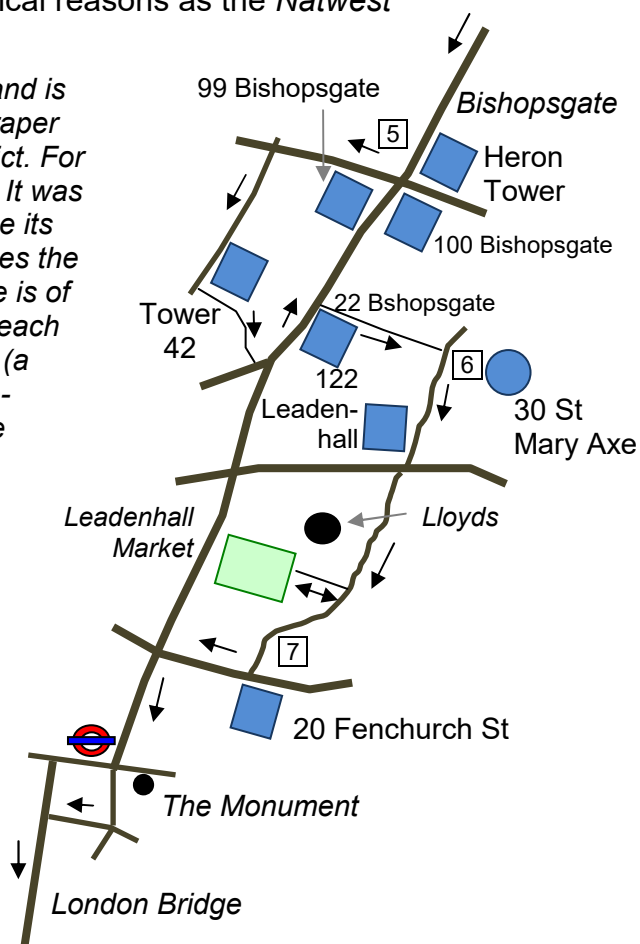 ical reasons as the Natwest
and is
raper
ict. For
It was
e its
es the
e is of
each
(a
-
e
99 Bishopsgate
Bishopsgate
5
Heron
Tower
100 Bishopsgate
Tower
42
22 Bshopsgate
122
Leaden-
hall
6
30 St
Mary Axe
Leadenhall
Market
Lloyds
7
20 Fenchurch St
The Monument
London Bridge